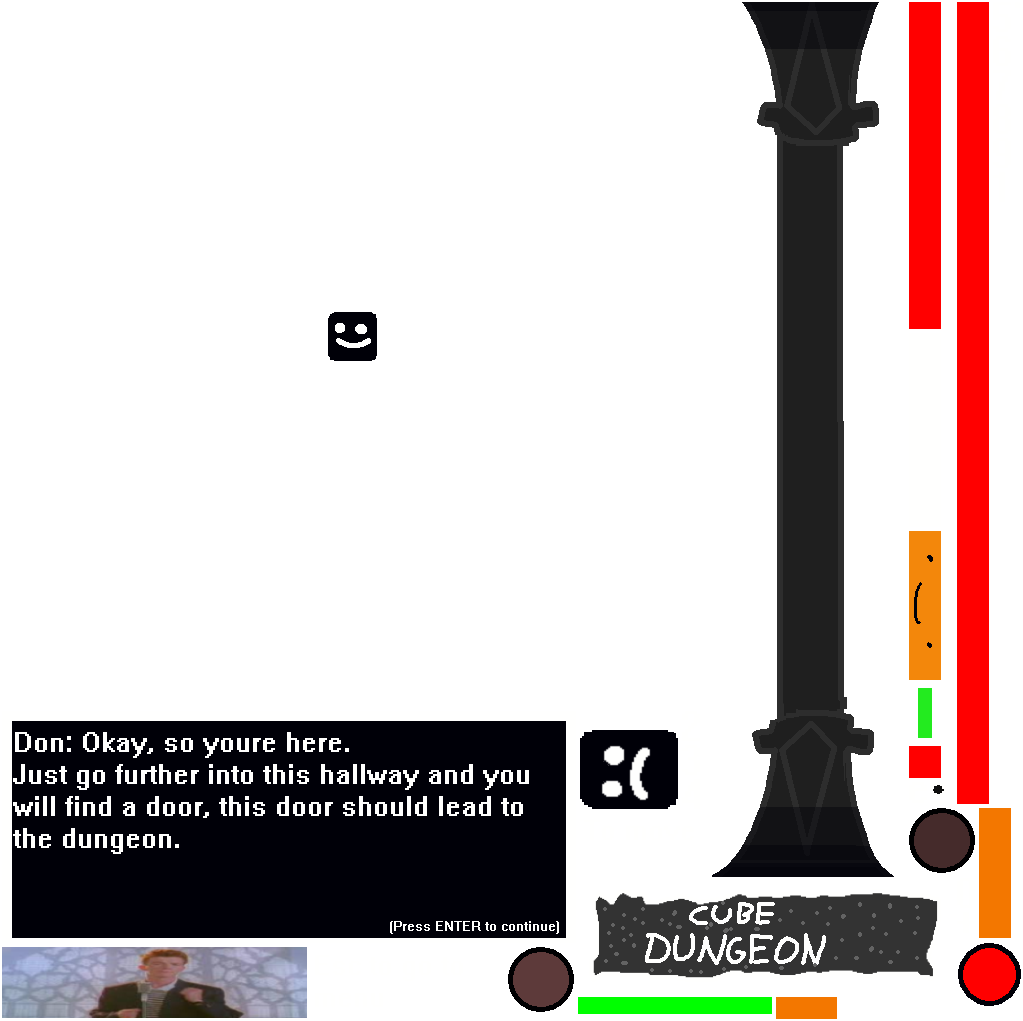 Don: Okay, so youre here.
Just go further into this hallway and you
will find a door, this door should lead to
the dungeon.
(Press ENTER to continue)
CUBE
DUNGEON